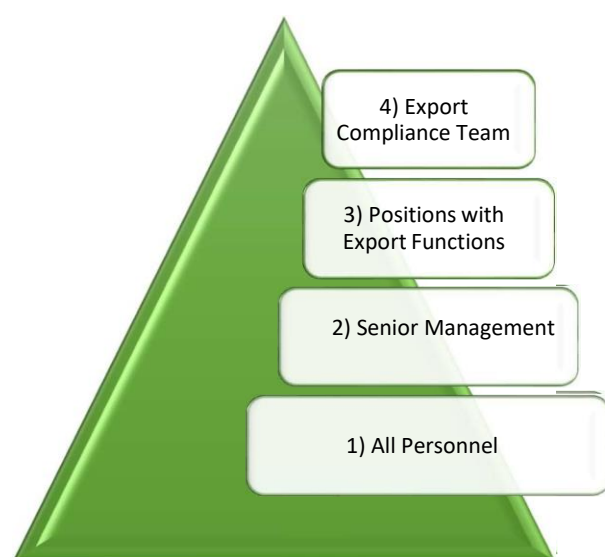 4) Export
Compliance Team
3) Positions with
Export Functions
2) Senior Management
1) All Personnel